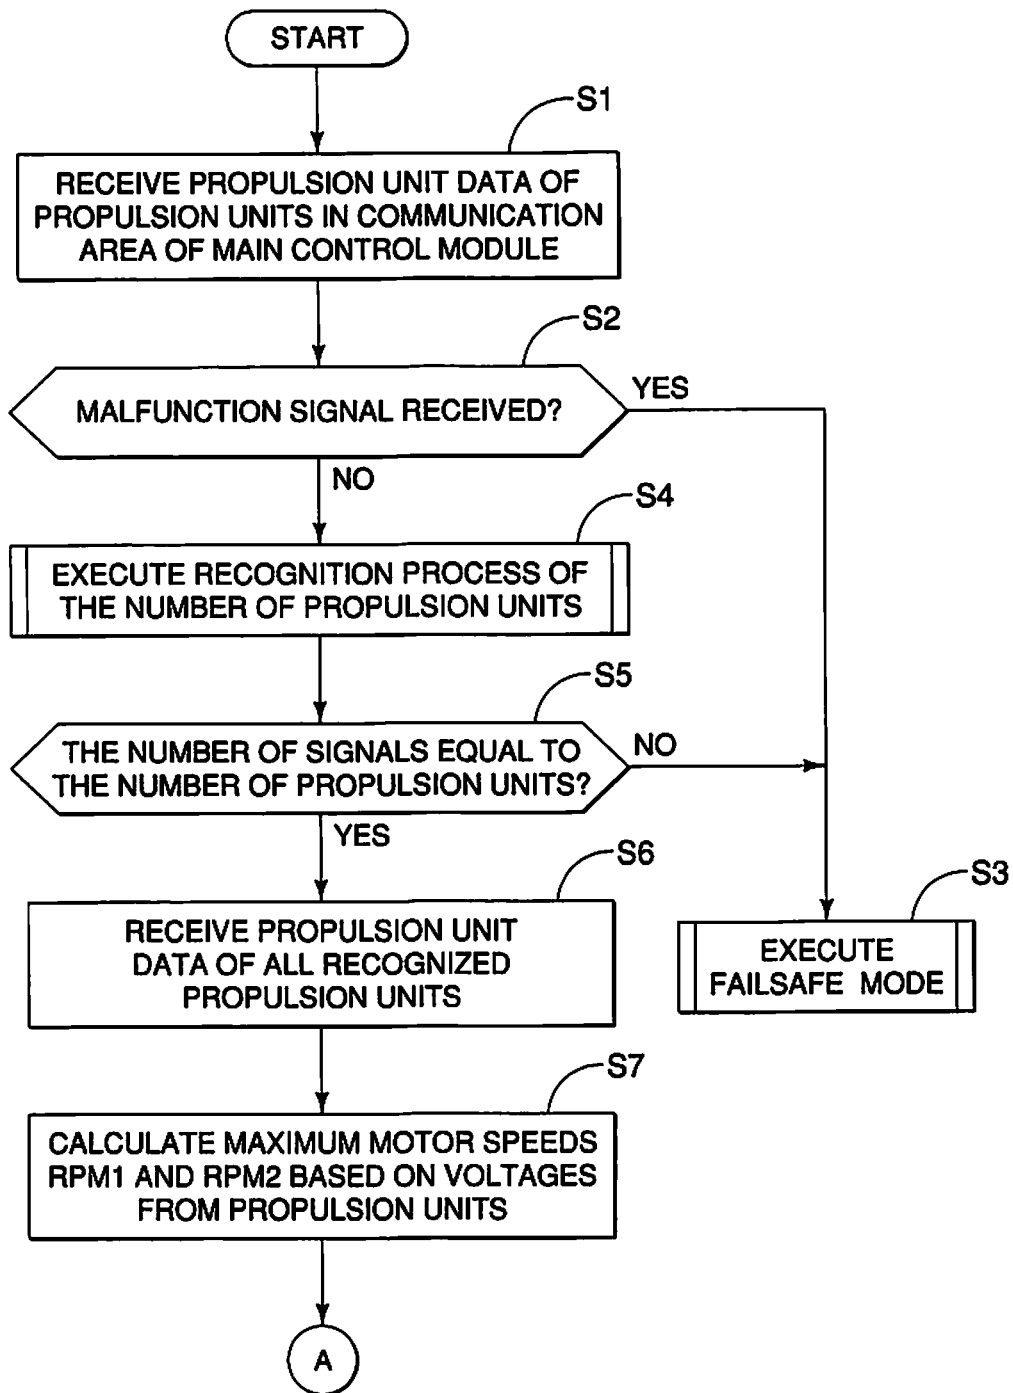 START
S1
RECEIVE PROPULSION UNIT DATA OF
PROPULSION UNITS IN COMMUNICATION
AREA OF MAIN CONTROL MODULE
S2
MALFUNCTION SIGNAL RECEIVED?
YES
NO
S4
EXECUTE RECOGNITION PROCESS OF
THE NUMBER OF PROPULSION UNITS
S5
THE NUMBER OF SIGNALS EQUAL TO
THE NUMBER OF PROPULSION UNITS?
NO
YES
S6
RECEIVE PROPULSION UNIT
DATA OF ALL RECOGNIZED
PROPULSION UNITS
S3
EXECUTE
FAILSAFE MODE
S7
CALCULATE MAXIMUM MOTOR SPEEDS
RPM1 AND RPM2 BASED ON VOLTAGES
FROM PROPULSION UNITS
A